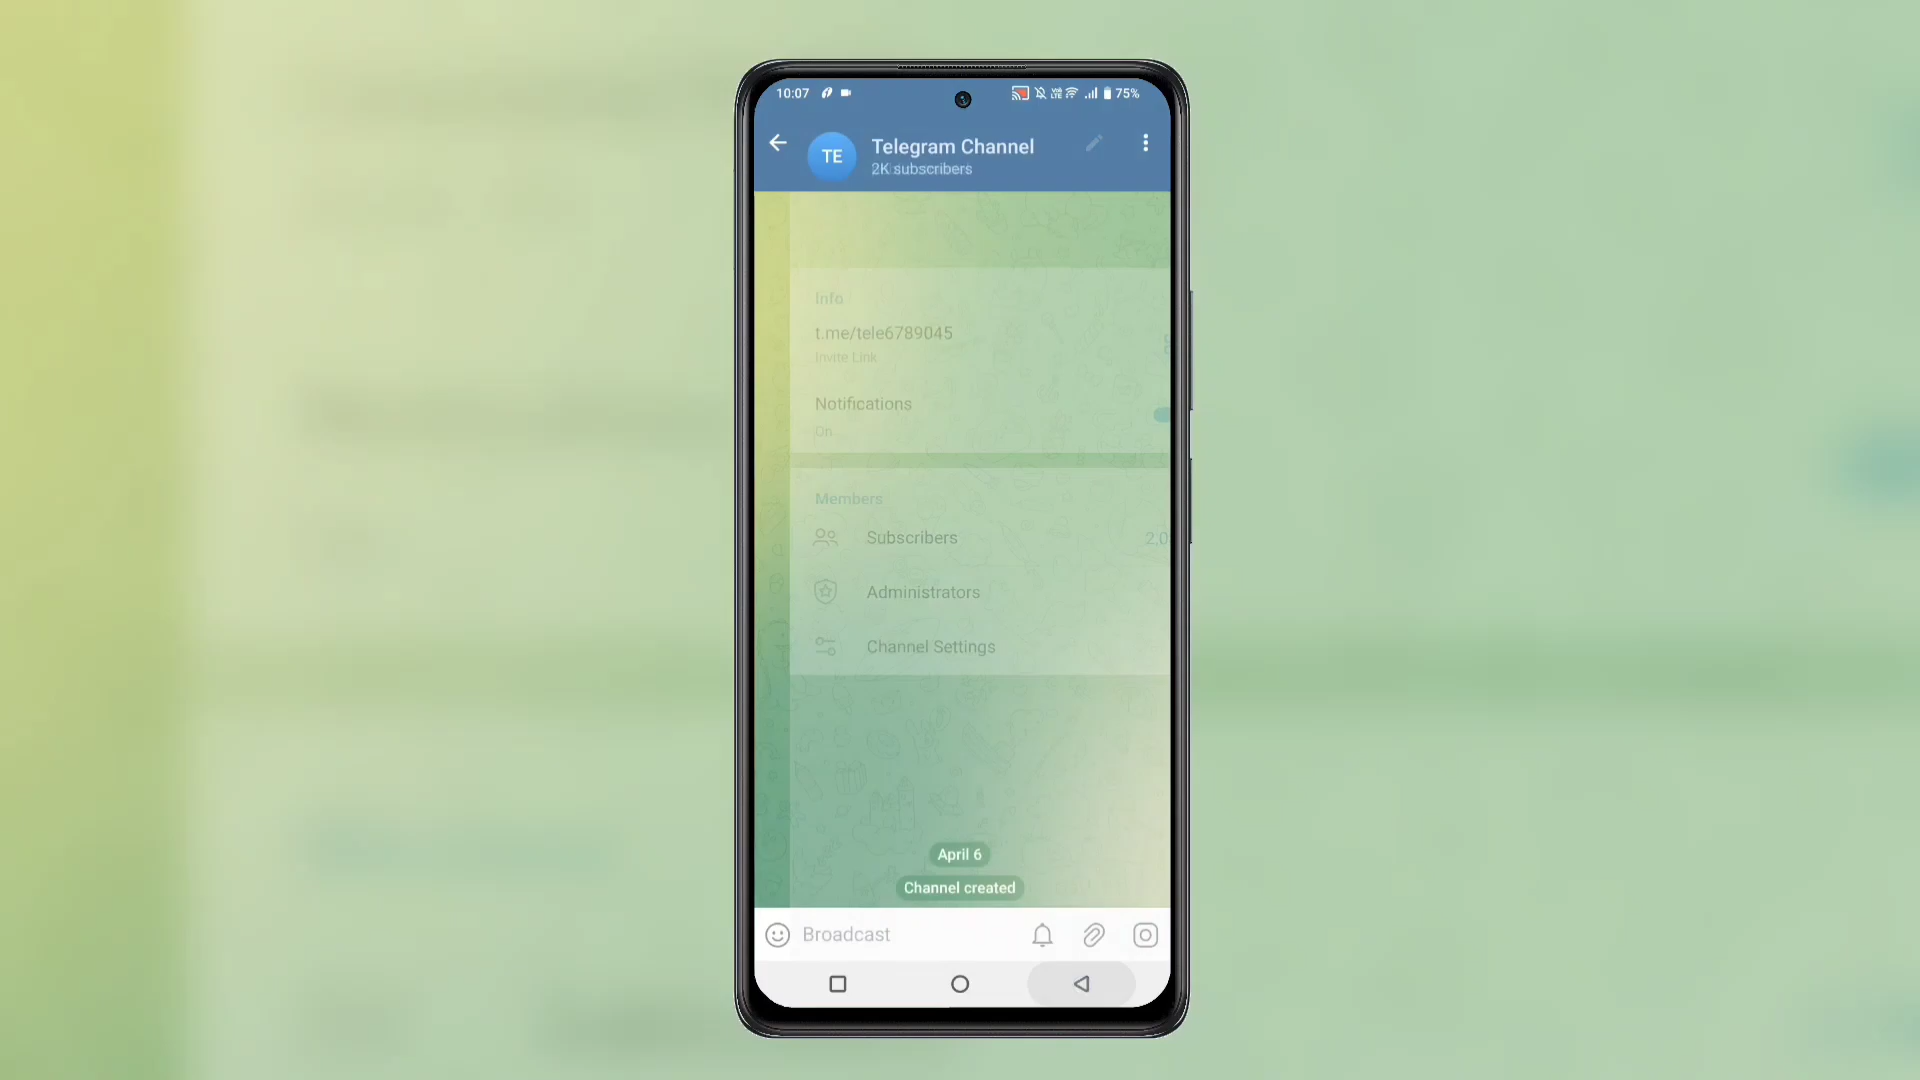 10:07
75%
TE
Telegram Channel
2K subscribers
Info
t.me/tele6789045
Invite Link
Notifications
On
Members
Subscribers
2,0
Administrators
Channel Settings
April 6
Channel created
Broadcast